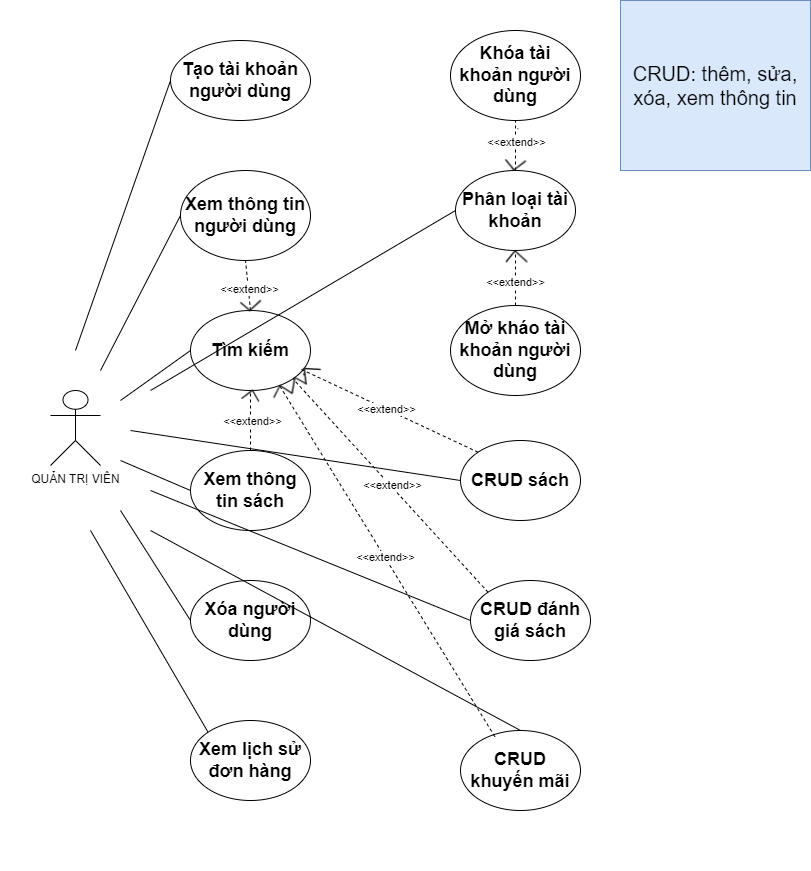 Tạo tài khoản
người dùng
Khóa tài
khoản người
dùng
CRUD: thêm, sửa,
xóa, xem thông tin
<<extend>>
Xem thông tin
người dùng
Phân loại tài
khoản
<<extend>>
<<extend>>
Tìm kiếm
Mở kháo tài
khoản người
dùng
<<extend>>
<<extend>>
QUẢN TRỊ VIÊN
Xem thông
tin sách
CRUD sách
<<extend>>
<<extend>>
Xóa người
dùng
CRUD đánh
giá sách
Xem lịch sử
đơn hàng
CRUD
khuyến mãi